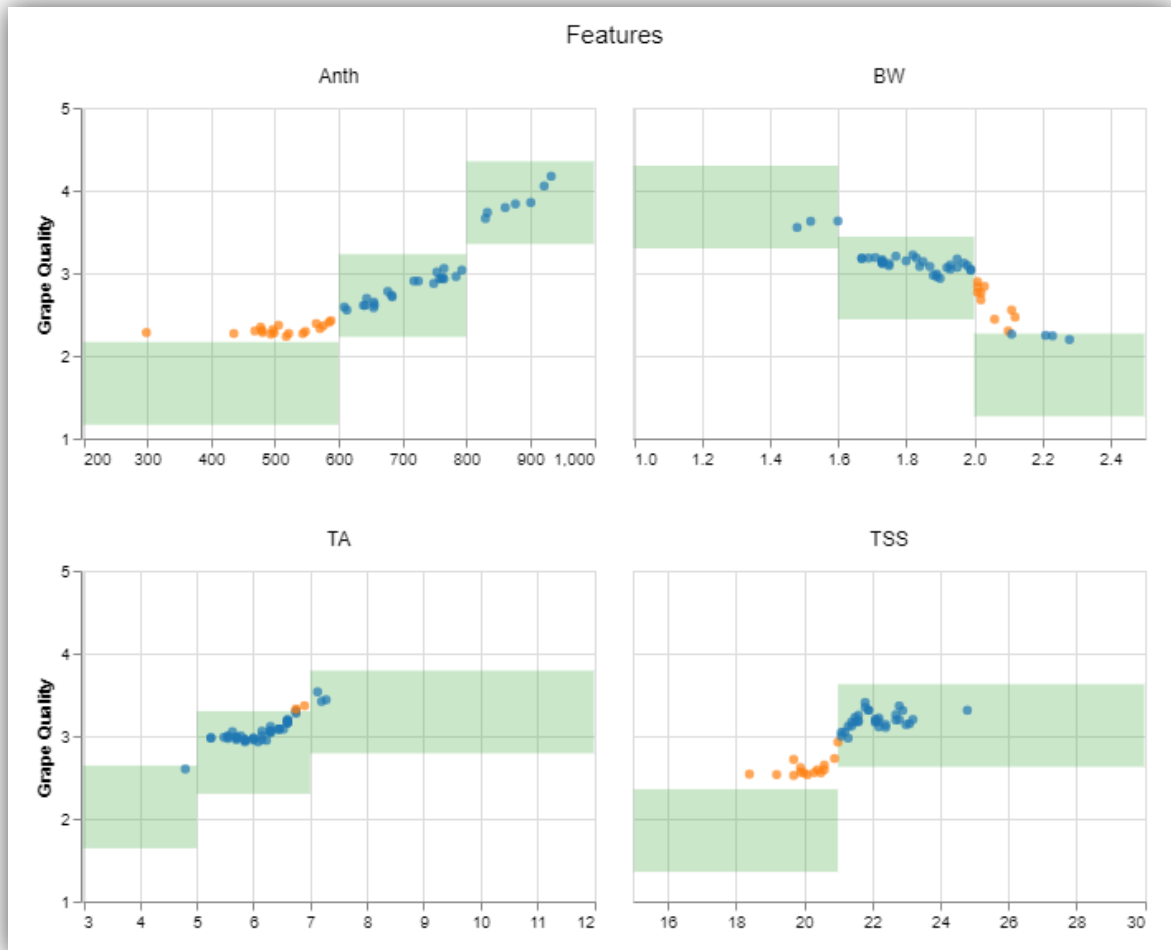 Features
Anth
BW
5
4
3
2
1
Grape Quality
200 300 400 500 600 700 800 900 1,000
1.0 1.2 1.4 1.6 1.8 2.0 2.2 2.4
TA
TSS
5
4
3
2
1
Grape Quality
3 4 5 6 7 8 9 10 11 12
16 18 20 22 24 26 28 30